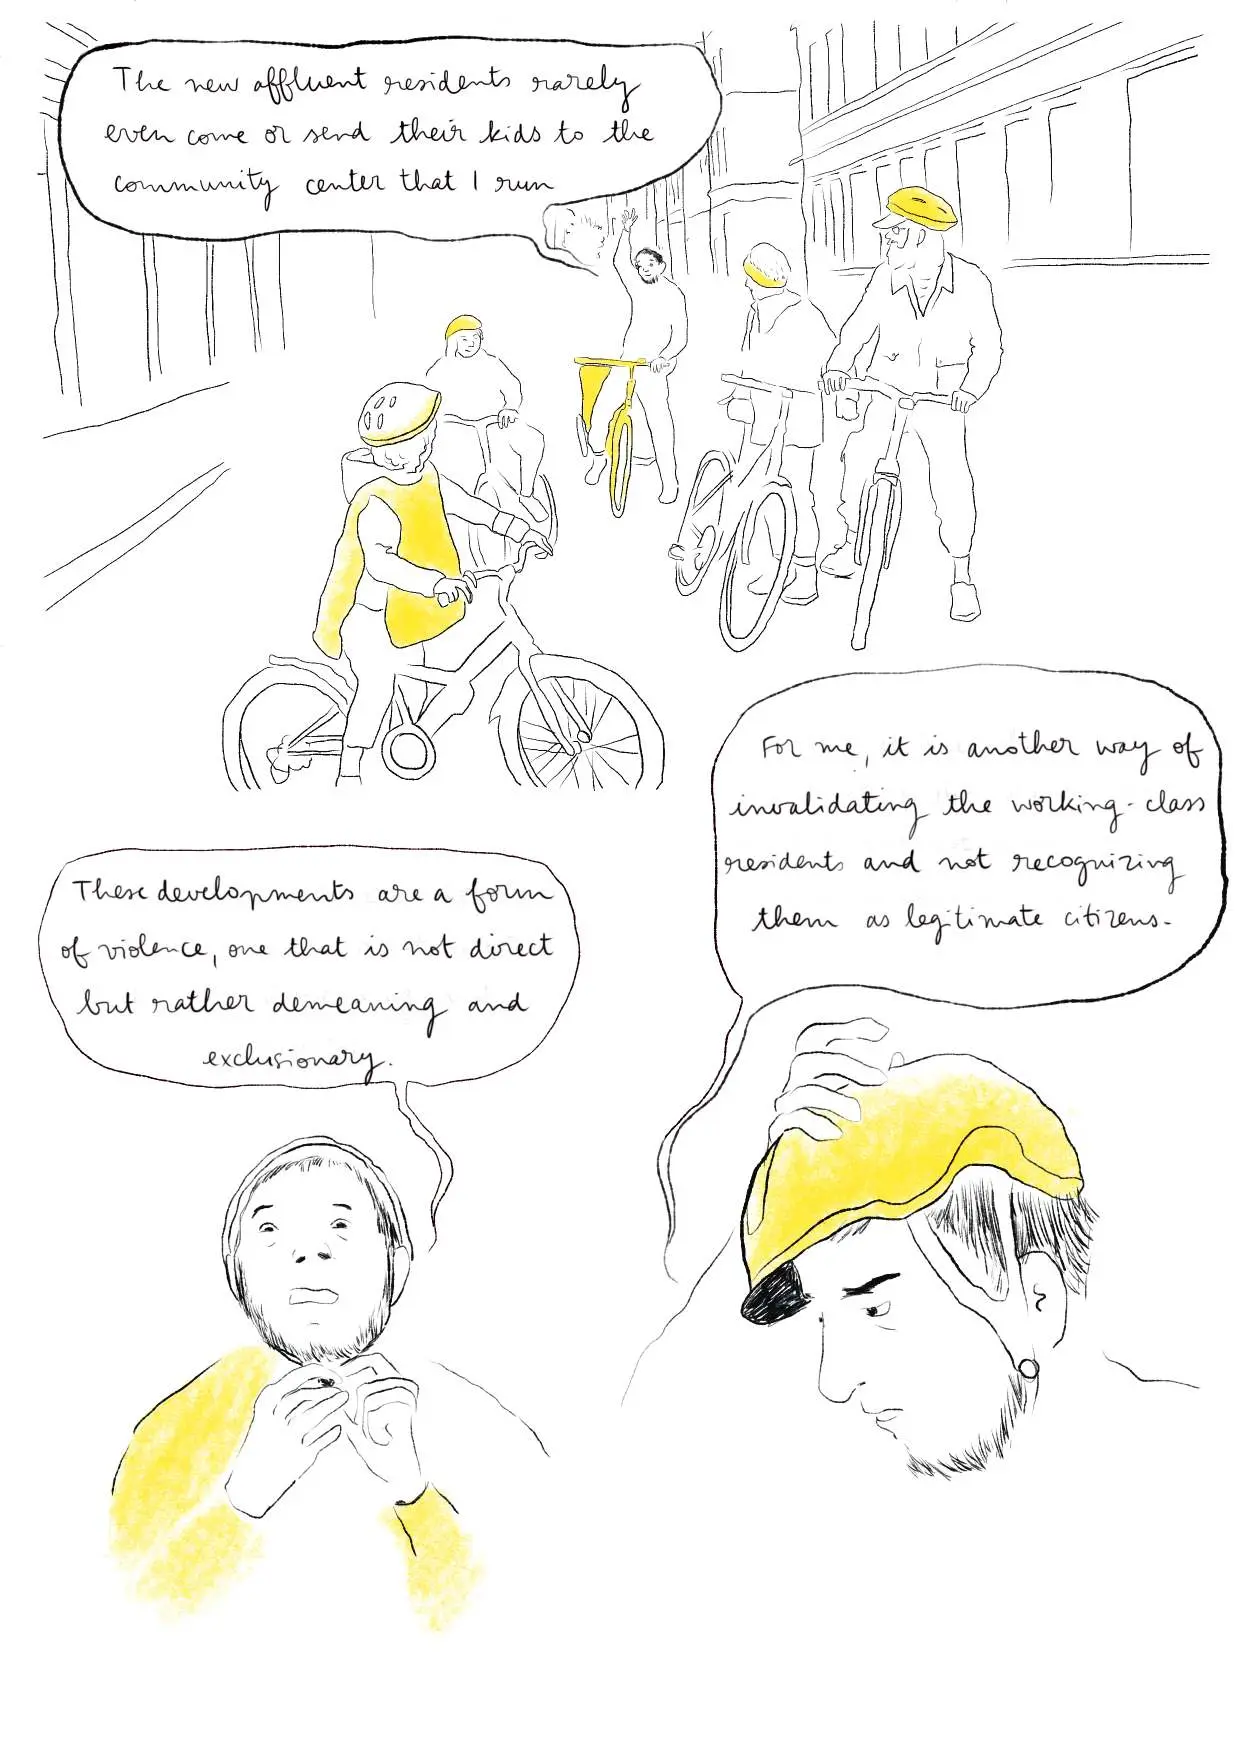 The new affluent residents rarely
even come or send their kids to the
community center that I run
For me, it is another way of
invalidating the working-class
residents and not recognizing
them as legitimate citizens.
These developments are a form
of violence, one that is not direct
but rather demeaning and
exclusionary.